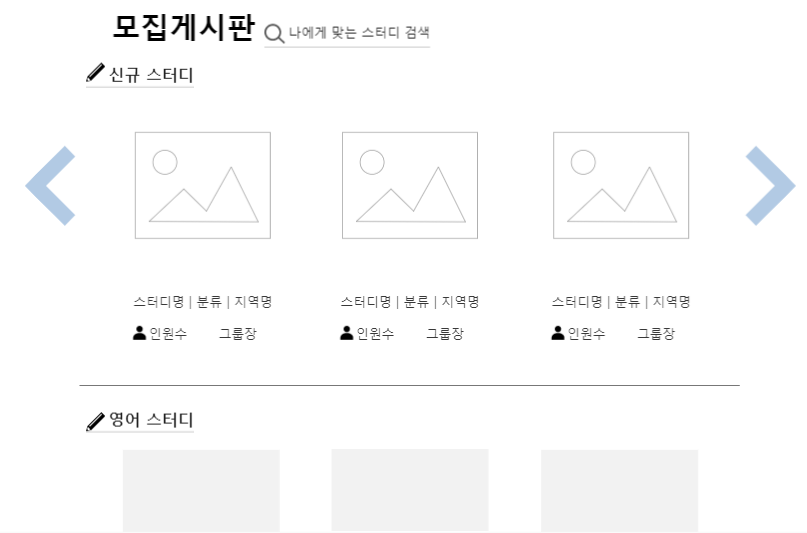 모집게시판 나에게 맞는 스터디 검색
신규 스터디
스터디명 | 분류 | 지역명 스터디명 | 분류 | 지역명 스터디명 | 분류 | 지역명
인원수 그룹장 인원수 그룹장 인원수 그룹장
영어 스터디